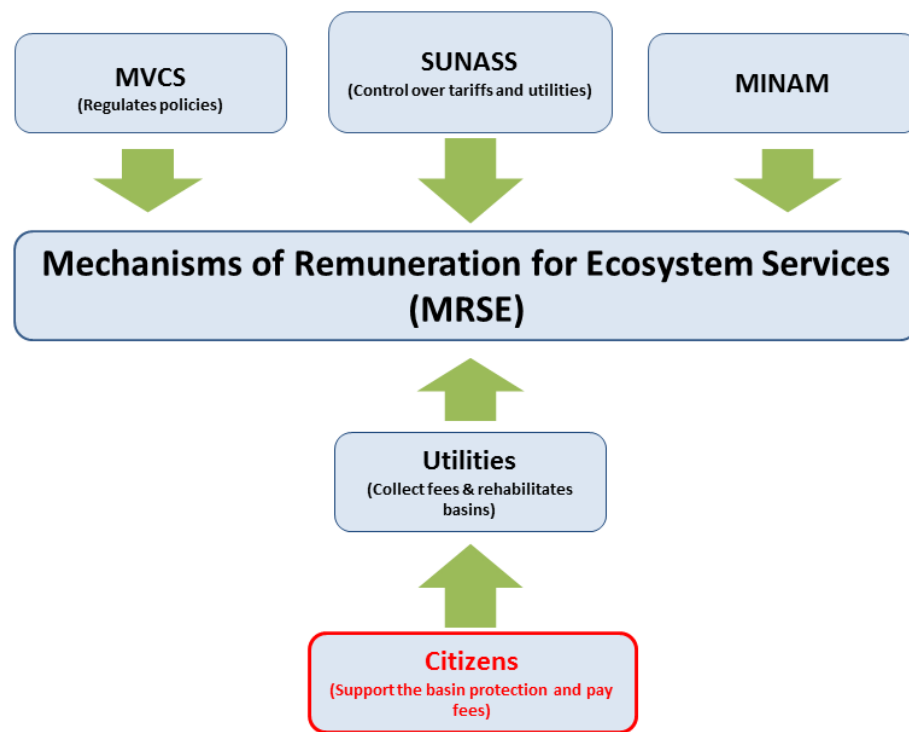 MVCS
(Regulates policies)
SUNASS
(Control over tariffs and utilities)
MINAM
Mechanisms of Remuneration for Ecosystem Services
(MRSE)
Utilities
(Collect fees & rehabilitates
basins)
Citizens
(Support the basin protection and pay
fees)